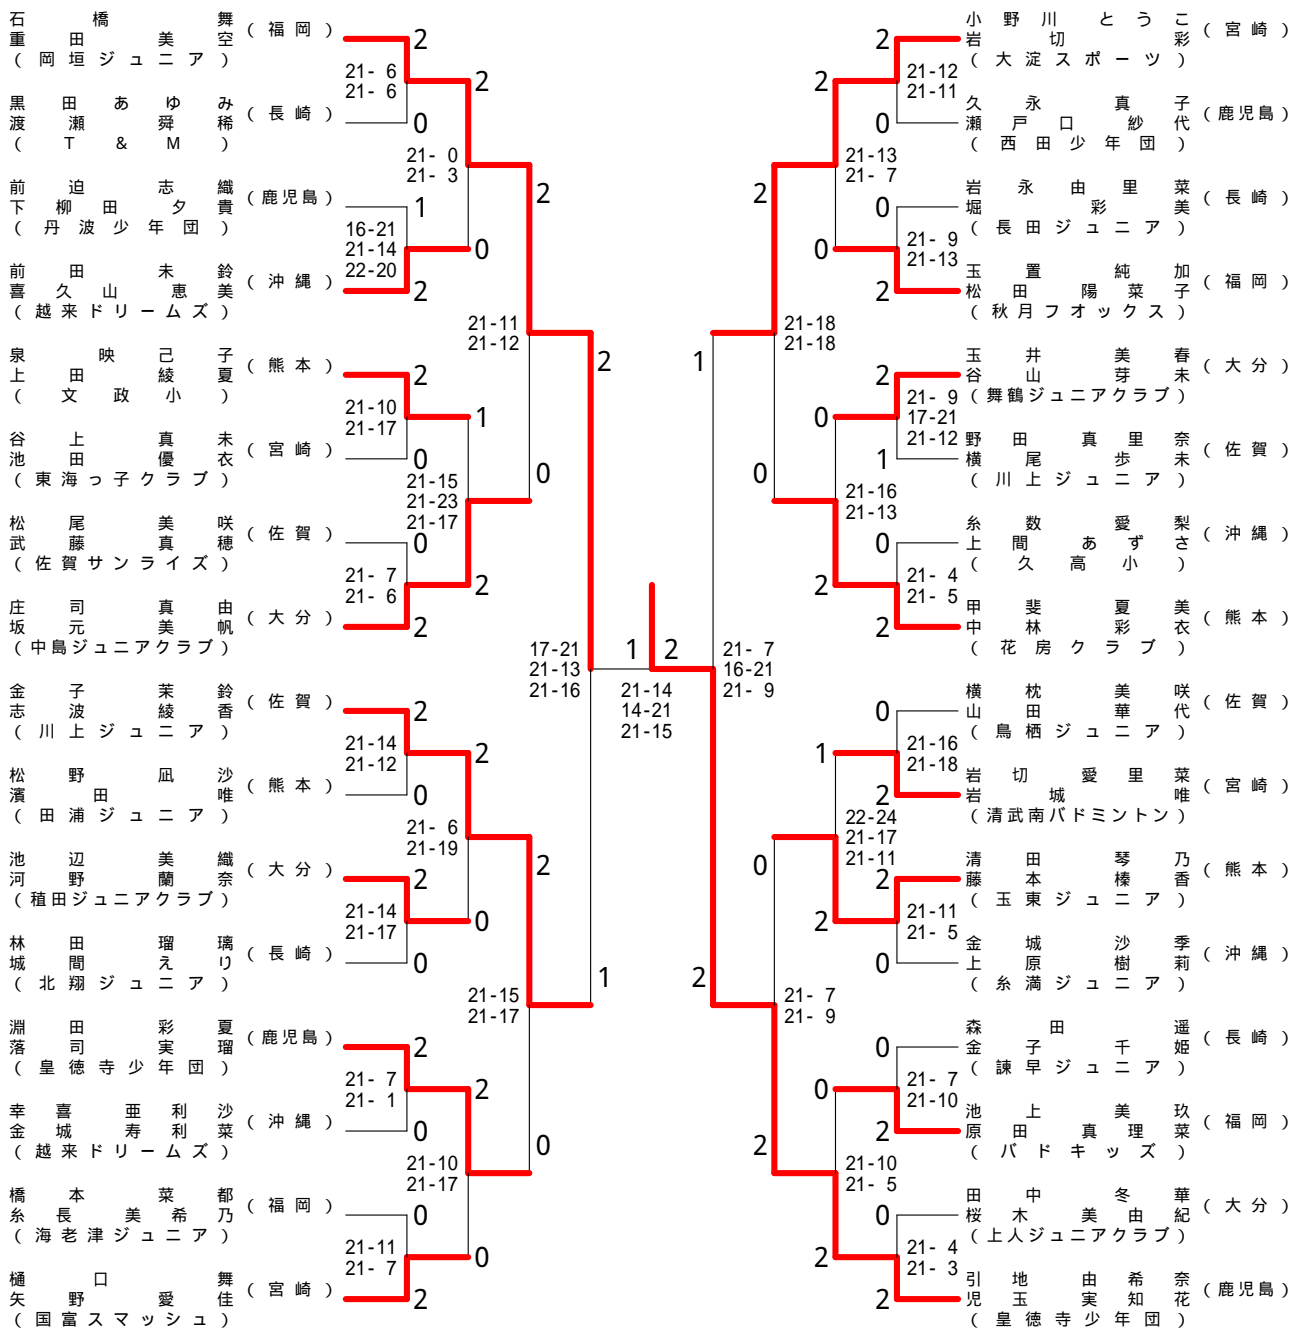 石橋舞
重田美空
(岡垣ジュニア)
(福岡)
黒田あゆみ
渡瀬舜稀
(T&M)
(長崎)
前迫志織
下柳田夕貴
(丹波少年団)
(鹿児島)
前田未鈴
喜久山恵美
(越来ドリームズ)
(沖縄)
泉映己子
上田綾夏
(文政小)
(熊本)
谷上真未
池田優衣
(東海っ子クラブ)
(宮崎)
松尾美咲
武藤真穂
(佐賀サンライズ)
(佐賀)
庄司真由
坂元美帆
(中島ジュニアクラブ)
(大分)
金子茉鈴
志波綾香
(川上ジュニア)
(佐賀)
松野凪沙
濱田唯
(田浦ジュニア)
(熊本)
池辺美織
河野蘭奈
(稙田ジュニアクラブ)
(大分)
林田瑠璃
城間えり
(北翔ジュニア)
(長崎)
淵田彩夏
落司実瑠
(皇徳寺少年団)
(鹿児島)
幸喜亜利沙
金城寿利菜
(越来ドリームズ)
(沖縄)
橋本菜都
糸長美希乃
(海老津ジュニア)
(福岡)
樋口舞
矢野愛佳
(国富スマッシュ)
(宮崎)
2
21- 6
21- 6
0
1
16-21
21-14
22-20
2
2
21-10
21-17
0
0
21- 7
21- 6
2
2
21-14
21-12
0
2
21-14
21-17
0
2
21- 7
21- 1
0
0
21-11
21- 7
2
2
21- 0
21- 3
0
1
21-15
21-23
21-17
2
2
21- 6
21-19
0
2
21-10
21-17
0
2
21-11
21-12
0
2
21-15
21-17
0
2
17-21
21-13
21-16
1
1 2
21-14
14-21
21-15
1
21- 7
16-21
21- 9
2
2
21-18
21-18
0
0
21- 7
21- 9
2
2
21-13
21- 7
0
0
21-16
21-13
2
1
22-24
21-17
21-11
2
0
21-10
21- 5
2
2
21-12
21-11
0
0
21- 9
21-13
2
2
21- 9
17-21
21-12
1
0
21- 4
21- 5
2
0
21-16
21-18
2
2
21-11
21- 5
0
0
21- 7
21-10
2
0
21- 4
21- 3
2
小野川とうこ
岩切彩
(大淀スポーツ)
(宮崎)
久永真子
瀬戸口紗代
(西田少年団)
(鹿児島)
岩永由里菜
堀彩美
(長田ジュニア)
(長崎)
玉置純加
松田陽菜子
(秋月フオックス)
(福岡)
玉井美春
谷山芽未
(舞鶴ジュニアクラブ)
(大分)
野田真里奈
横尾歩未
(川上ジュニア)
(佐賀)
糸数愛梨
上間あずさ
(久高小)
(沖縄)
甲斐夏美
中林彩衣
(花房クラブ)
(熊本)
横枕美咲
山田華代
(鳥栖ジュニア)
(佐賀)
岩切愛里菜
岩城唯
(清武南バドミントン)
(宮崎)
清田琴乃
藤本榛香
(玉東ジュニア)
(熊本)
金城沙季
上原樹莉
(糸満ジュニア)
(沖縄)
森田遥
金子千姫
(諫早ジュニア)
(長崎)
池上美玖
原田真理菜
(バドキッズ)
(福岡)
田中冬華
桜木美由紀
(上人ジュニアクラブ)
(大分)
引地由希奈
児玉実知花
(皇徳寺少年団)
(鹿児島)